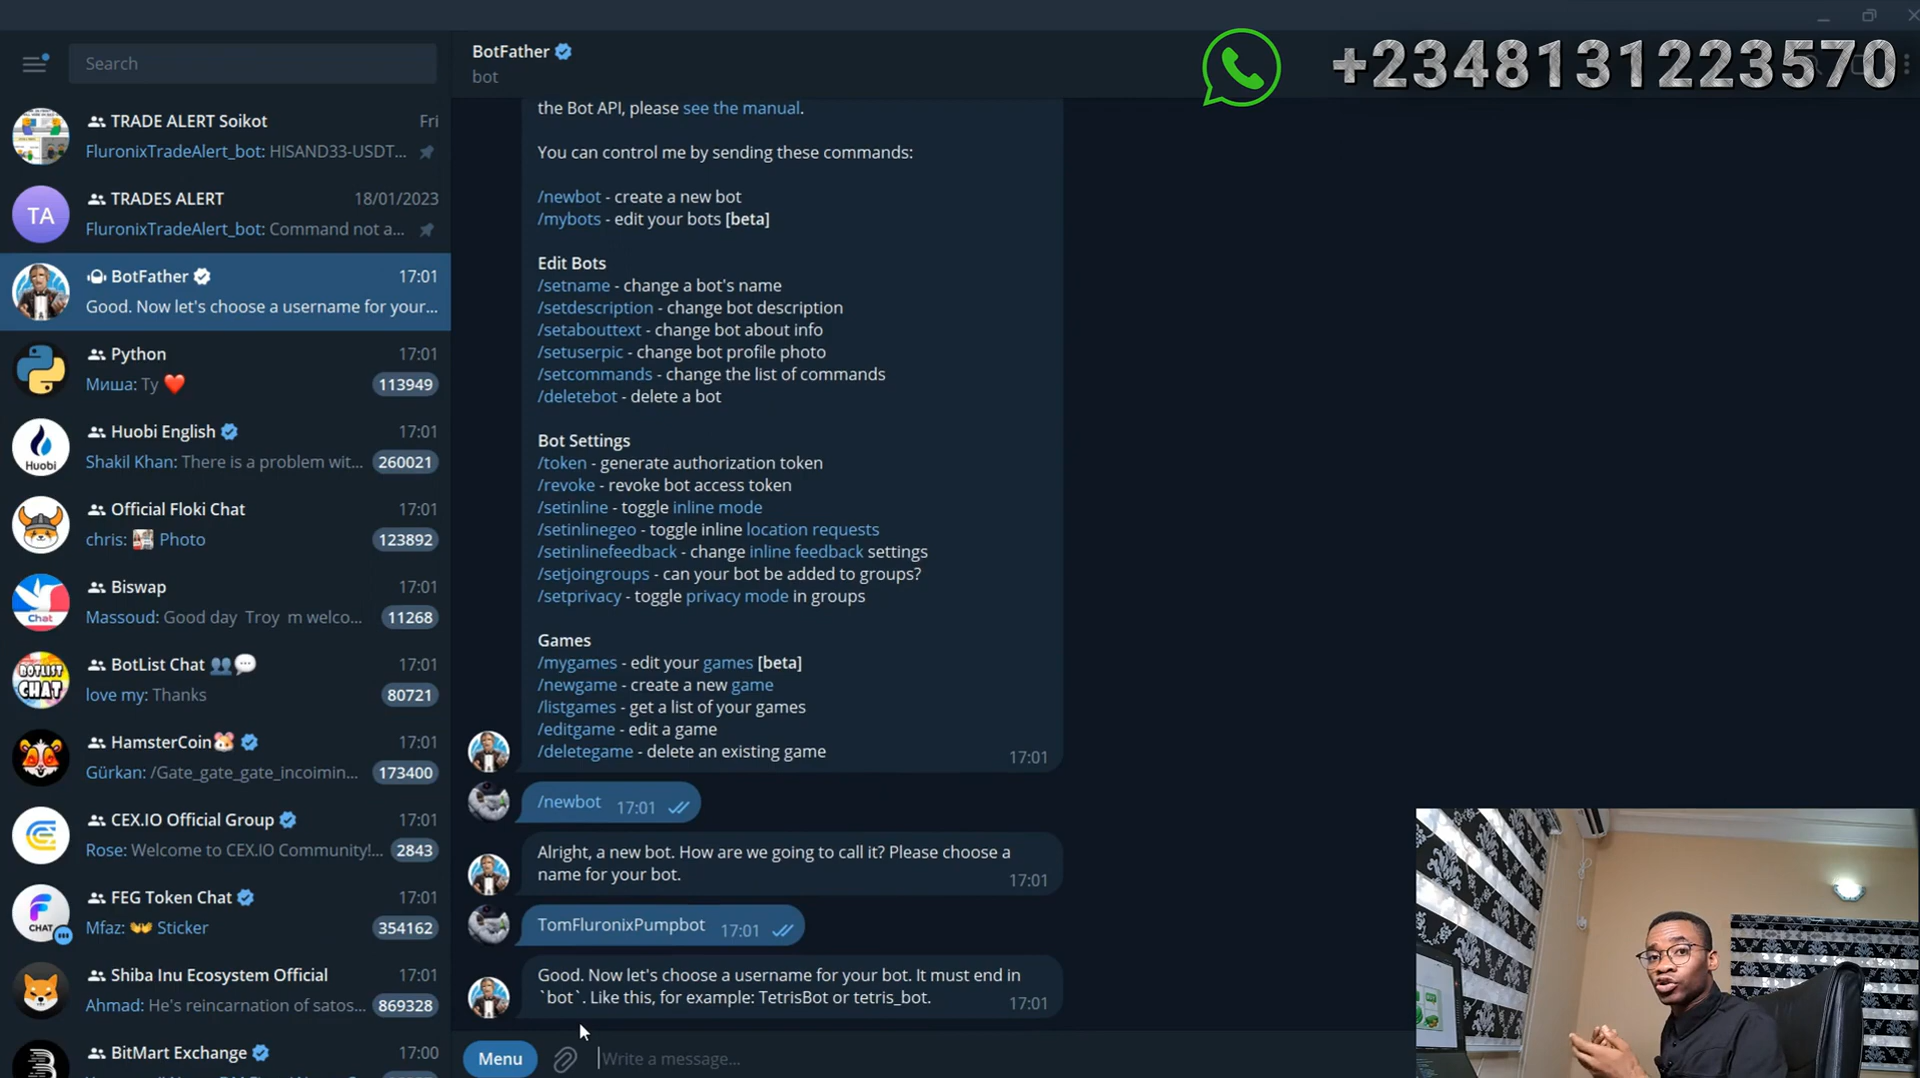 Search
BotFather
bot
+2348131223570
TRADE ALERT Soikot
Fri
FluronixTradeAlert_bot: HISAND33-USDT...
TA
TRADES ALERT
18/01/2023
FluronixTradeAlert_bot: Command not a...
BotFather
17:01
Good. Now let's choose a username for your...
Python
17:01
Миша: Ту ❤️
113949
Huobi
Huobi English
17:01
Shakil Khan: There is a problem wit...
260021
Official Floki Chat
17:01
chris: Photo
123892
Chat
Biswap
17:01
Massoud: Good day Troy m welco...
11268
BOTLIST
CHAT
BotList Chat 👥💬
17:01
love my: Thanks
80721
HamsterCoin🐹
17:01
Gürkan: /Gate_gate_gate_incoimin...
173400
CEX.IO Official Group
17:01
Rose: Welcome to CEX.IO Community!...
2843
CHAT
FEG Token Chat
17:01
Mfaz: 👐 Sticker
354162
Shiba Inu Ecosystem Official
17:01
Ahmad: He's reincarnation of satos...
869328
BitMart Exchange
17:00
the Bot API, please see the manual.
You can control me by sending these commands:
/newbot - create a new bot
/mybots - edit your bots [beta]
Edit Bots
/setname - change a bot's name
/setdescription - change bot description
/setabouttext - change bot about info
/setuserpic - change bot profile photo
/setcommands - change the list of commands
/deletebot - delete a bot
Bot Settings
/token - generate authorization token
/revoke - revoke bot access token
/setinline - toggle inline mode
/setinlinegeo - toggle inline location requests
/setinlinefeedback - change inline feedback settings
/setjoingroups - can your bot be added to groups?
/setprivacy - toggle privacy mode in groups
Games
/mygames - edit your games [beta]
/newgame - create a new game
/listgames - get a list of your games
/editgame - edit a game
/deletegame - delete an existing game
17:01
/newbot
17:01
Alright, a new bot. How are we going to call it? Please choose a
name for your bot.
17:01
TomFluronixPumpbot
17:01
Good. Now let's choose a username for your bot. It must end in
`bot`. Like this, for example: TetrisBot or tetris_bot.
17:01
Menu
Write a message...